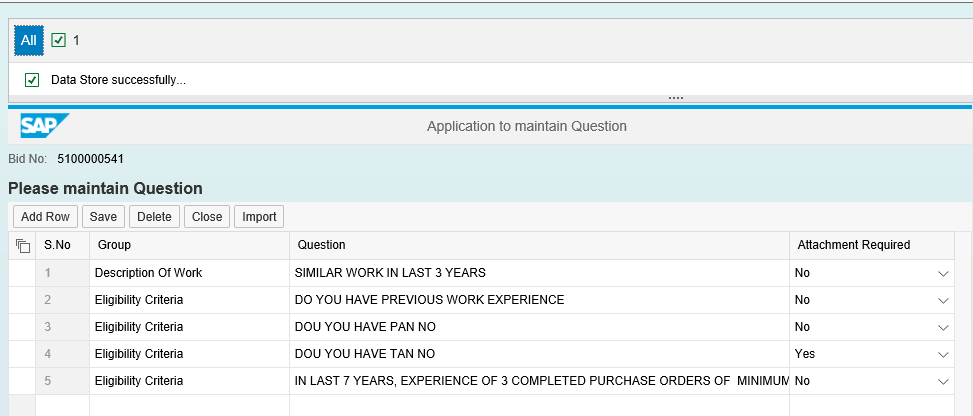 All 1
Data Store successfully...
SAP Application to maintain Question
Bid No: 5100000541
Please maintain Question
Add Row Save Delete Close Import
S.No Group Question Attachment Required
1 Description Of Work SIMILAR WORK IN LAST 3 YEARS No
2 Eligibility Criteria DO YOU HAVE PREVIOUS WORK EXPERIENCE No
3 Eligibility Criteria DOU YOU HAVE PAN NO No
4 Eligibility Criteria DOU YOU HAVE TAN NO Yes
5 Eligibility Criteria IN LAST 7 YEARS, EXPERIENCE OF 3 COMPLETED PURCHASE ORDERS OF MINIMUM No